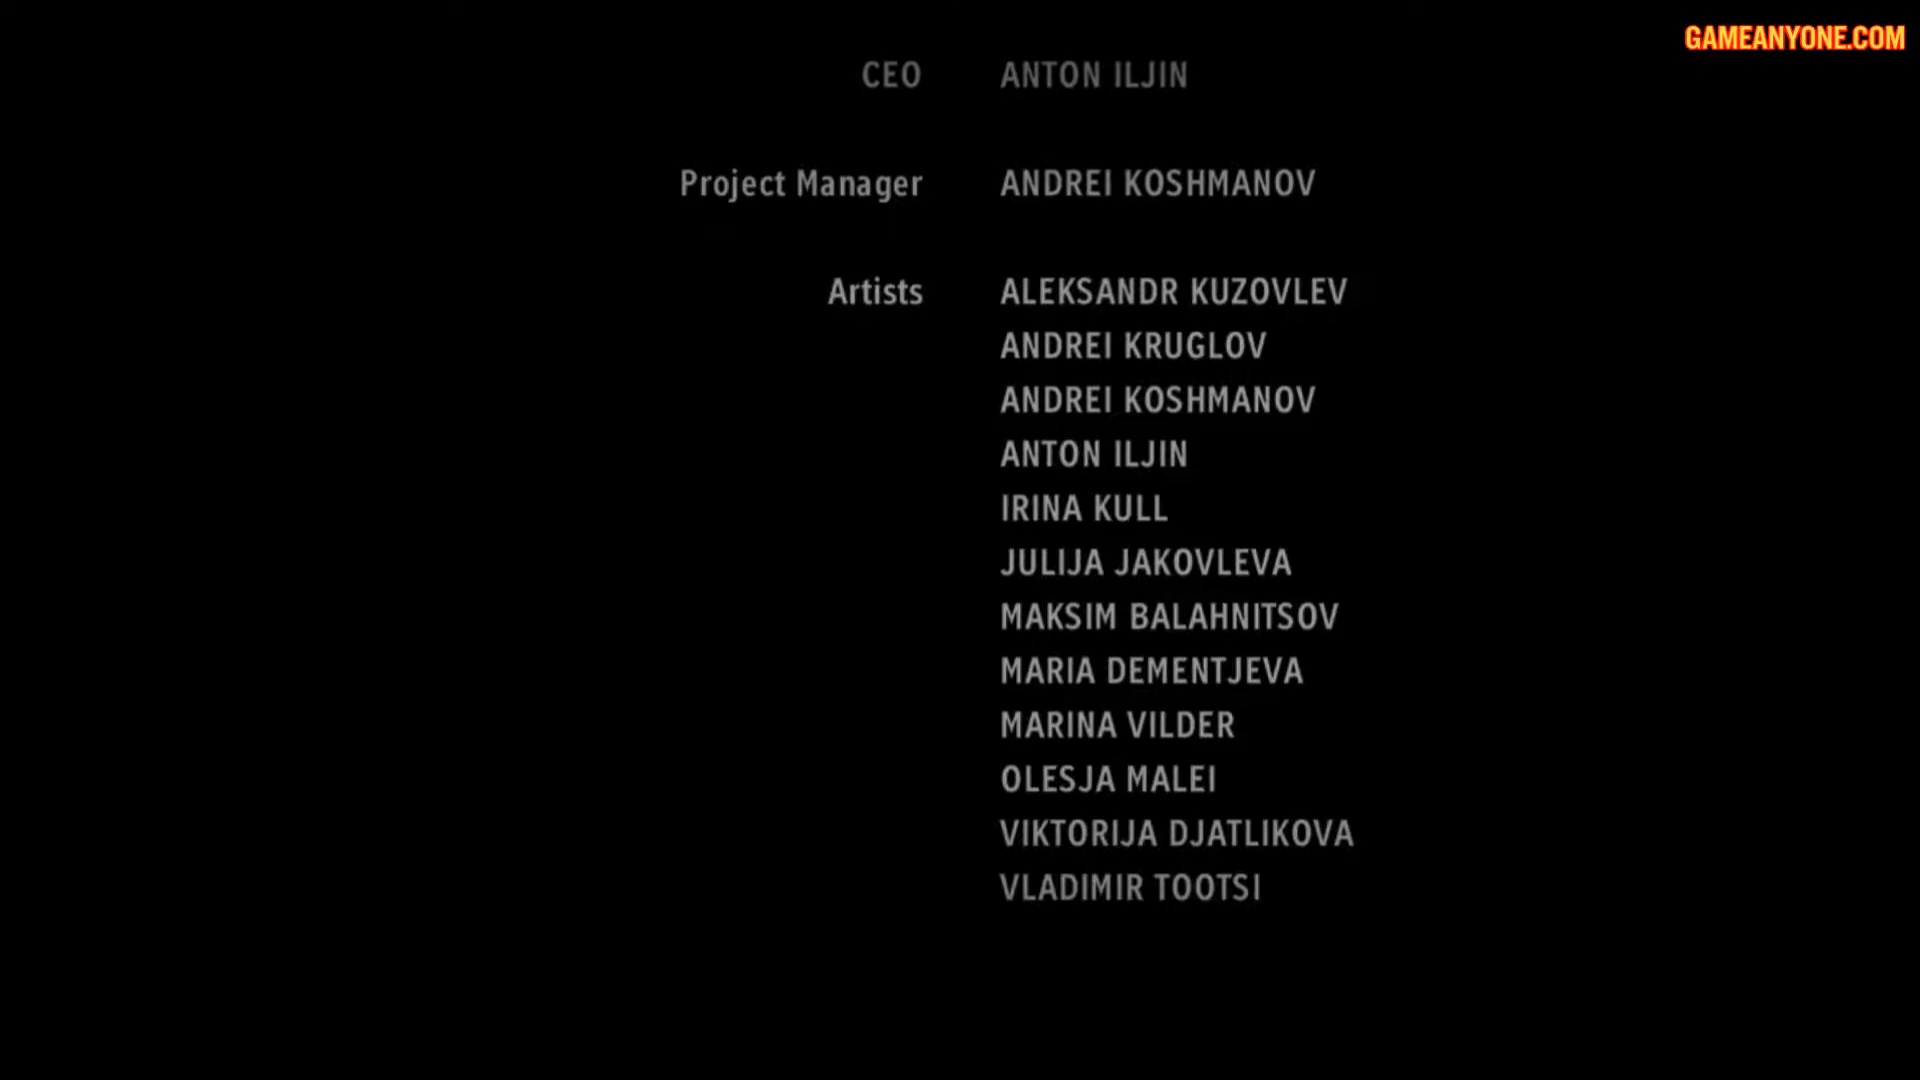 GAMEANYONE.COM
CEO ANTON ILJIN
Project Manager ANDREI KOSHMANOV
Artists ALEKSANDR KUZOVLEV
ANDREI KRUGLOV
ANDREI KOSHMANOV
ANTON ILJIN
IRINA KULL
JULIJA JAKOVLEVA
MAKSIM BALAHNITSOV
MARIA DEMENTJEVA
MARINA VILDER
OLESJA MALEI
VIKTORIJA DJATLIKOVA
VLADIMIR TOOTSI